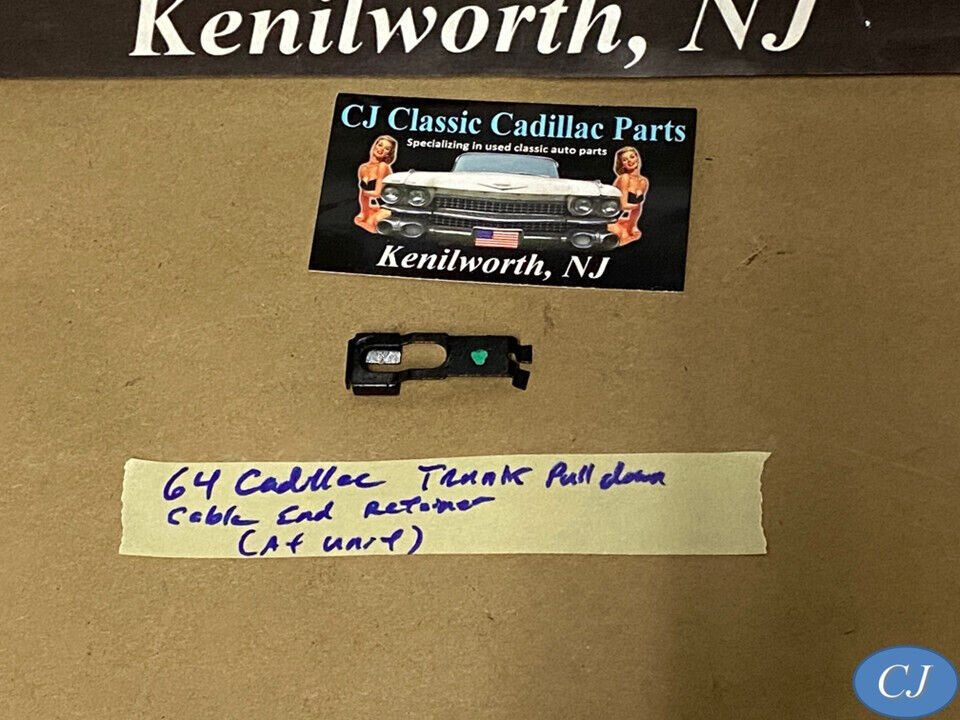 Kenilworth, NJ
CJ Classic Cadillac Parts
Specializing in used classic auto parts
Kenilworth, NJ
64 Cadillac Trunk Pull down
Cable End Retainer
(At unit)
CJ